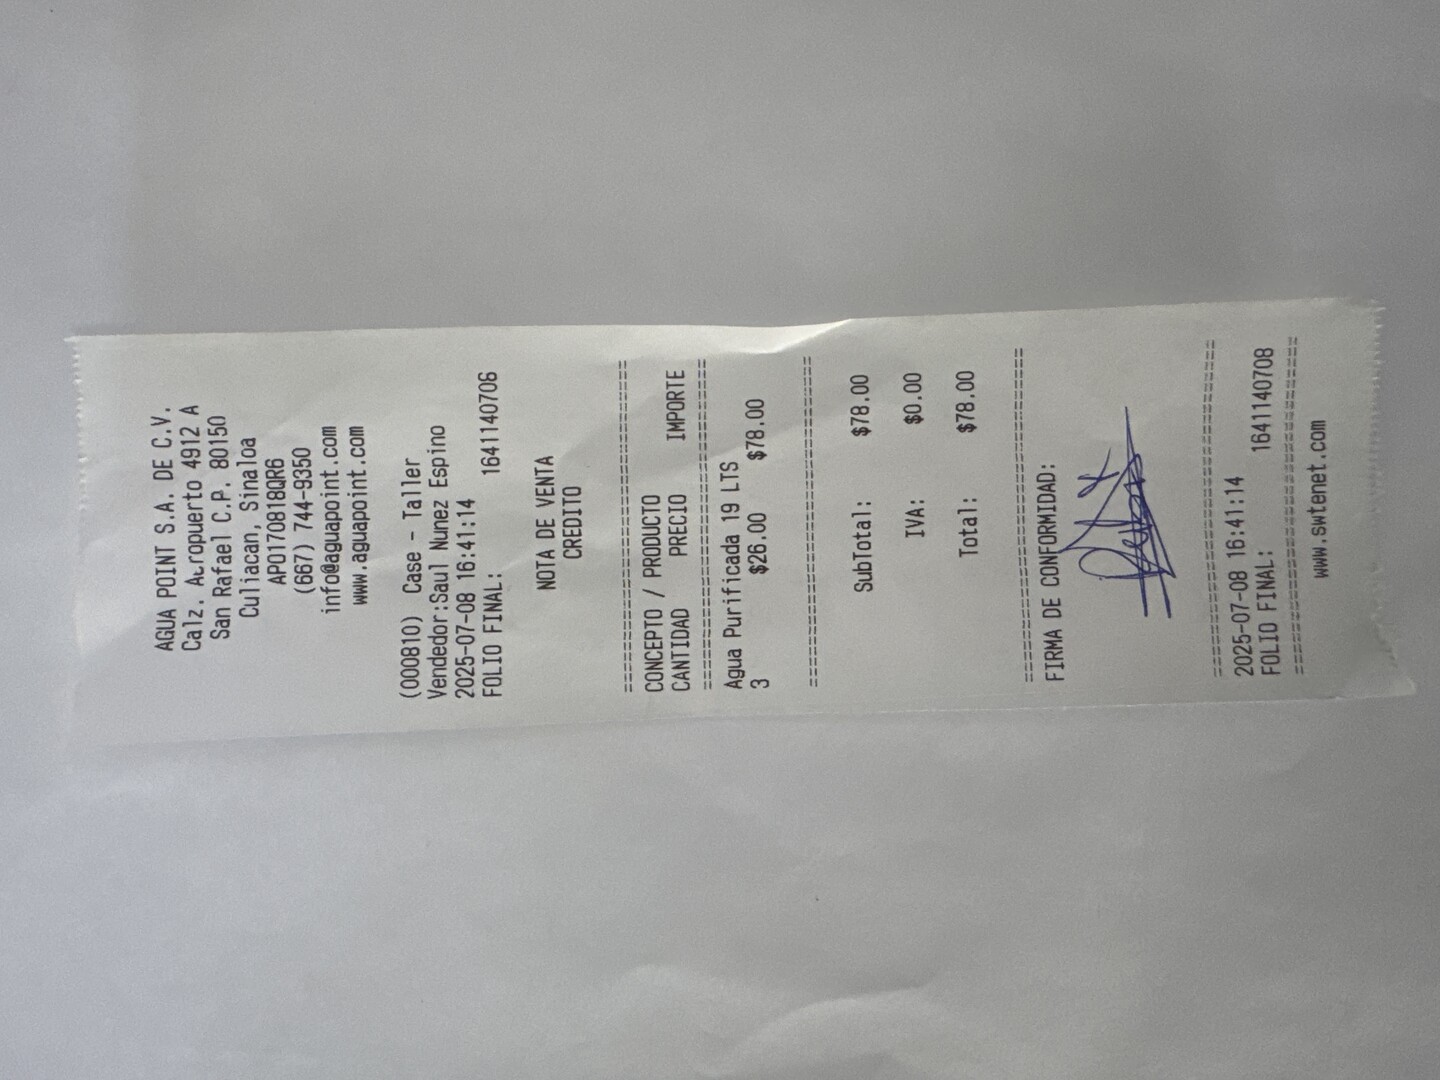 AGUA POINT S.A. DE C.V.
Calz. Aeropuerto 4912 A
San Rafael C.P. 80150
Culiacan, Sinaloa
APO170818QR6
(667) 744-9350
info@aguapoint.com
www.aguapoint.com
(000810) Case - Taller
Vendedor:Saul Nunez Espino
2025-07-08 16:41:14
FOLIO FINAL: 1641140706
NOTA DE VENTA
CREDITO
==============================
CONCEPTO / PRODUCTO
CANTIDAD PRECIO IMPORTE
==============================
Agua Purificada 19 LTS
3 $26.00 $78.00
==============================
SubTotal: $78.00
IVA: $0.00
Total: $78.00
==============================
FIRMA DE CONFORMIDAD:
==============================
2025-07-08 16:41:14
FOLIO FINAL: 1641140708
==============================
www.swtenet.com